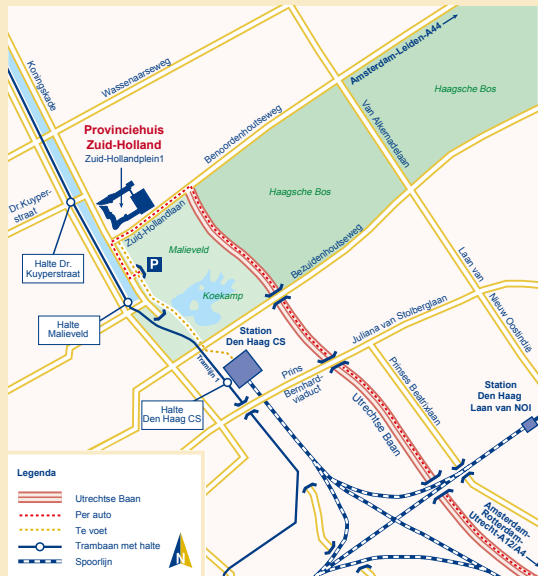 Koningskade
Wassenaarseweg
Amsterdam-Leiden-A44
Haagsche Bos
Provinciehuis
Zuid-Holland
Zuid-Hollandplein1
Benoordenhoutseweg
Van Alkemadelaan
Haagsche Bos
Dr.Kuyper-
straat
Zuid-Hollandlaan
Malieveld
P
Bezuidenhoutseweg
Halte Dr.
Kuyperstraat
Koekamp
Laan van
Nieuw Oostindië
Halte
Malieveld
Station
Den Haag CS
Juliana van Stolberglaan
Tramlijn 1
Prins
Bernhard-
viaduct
Prinses Beatrixlaan
Halte
Den Haag CS
Utrechtse Baan
Station
Den Haag
Laan van NOI
Amsterdam-
Rotterdam-
Utrecht-A12/A4
Legenda
Utrechtse Baan
Per auto
Te voet
Trambaan met halte
Spoorlijn
N